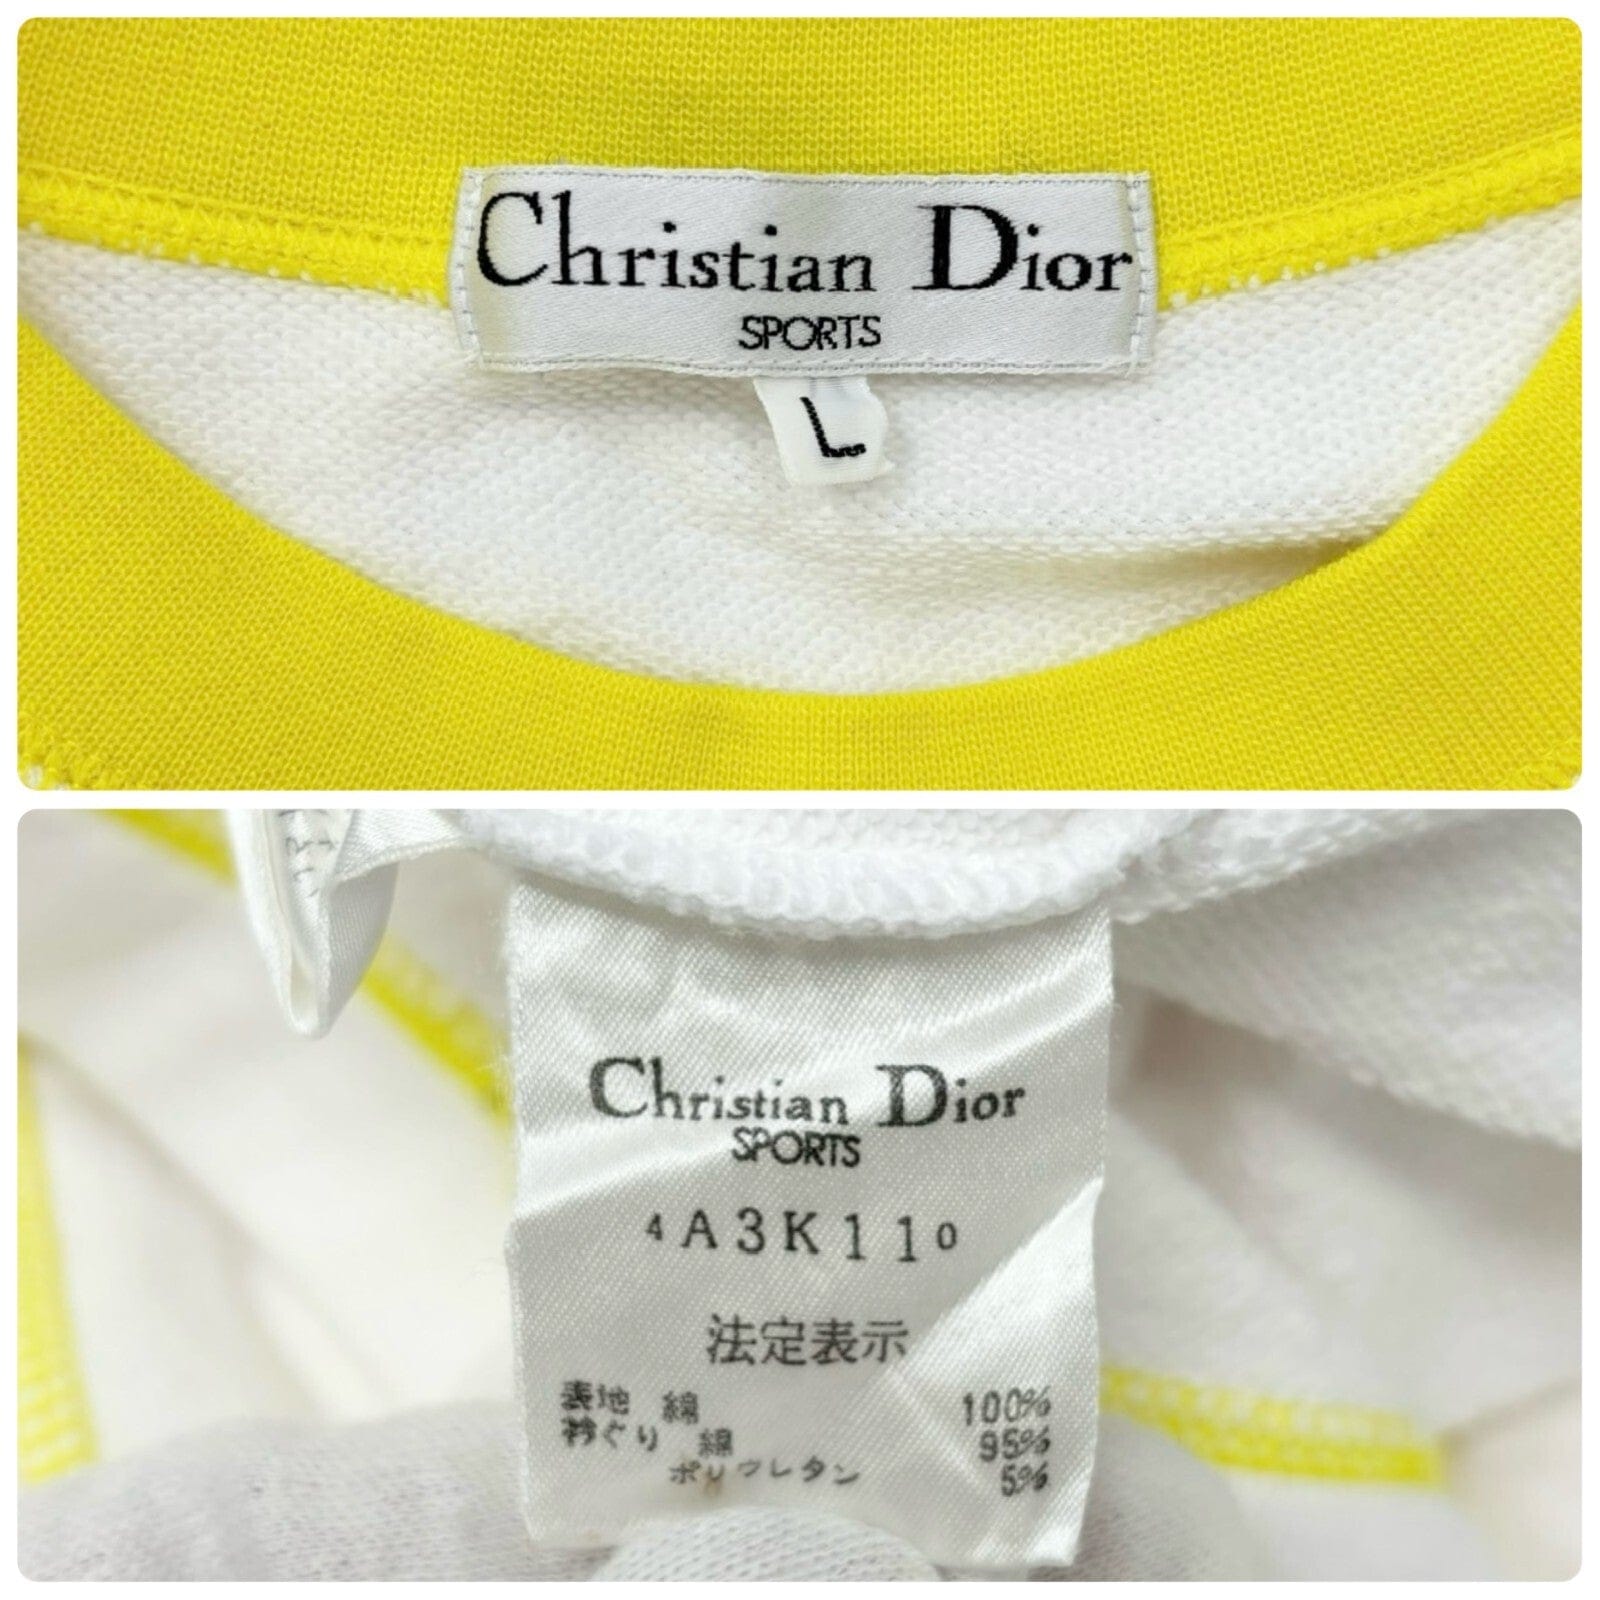 Christian Dior
SPORTS
L
Christian Dior
SPORTS
4A3K110
法定表示
表地 綿 100%
衿ぐり 綿 95%
ポリウレタン 5%